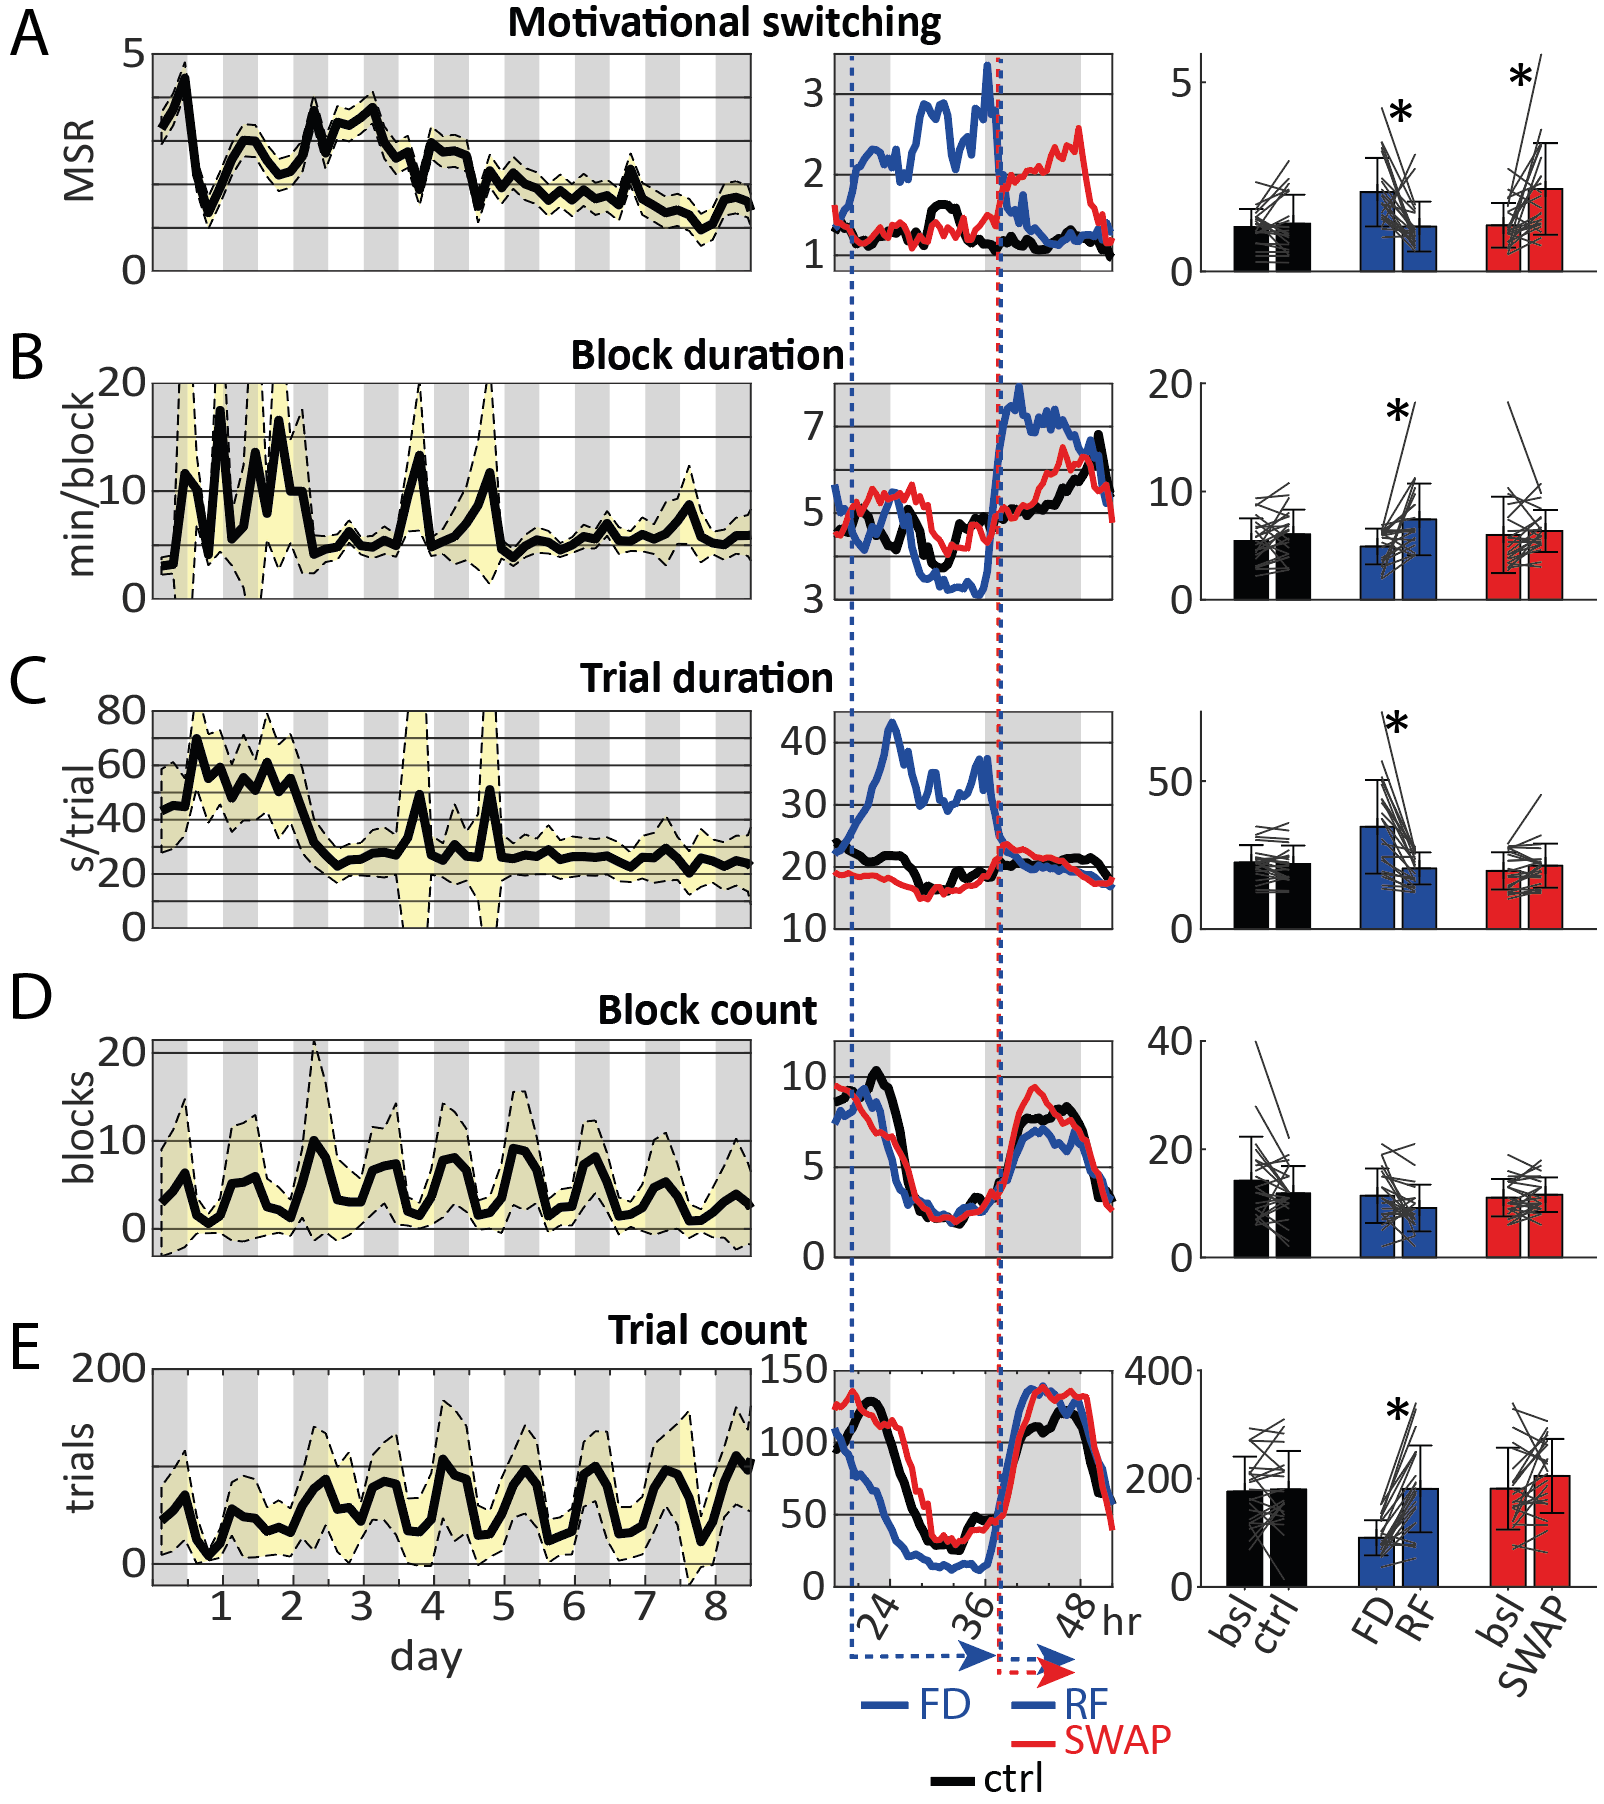 A
Motivational switching
MSR
5
0
3
2
1
5
0
*
*
B
Block duration
min/block
20
10
0
7
5
3
20
10
0
*
C
Trial duration
s/trial
80
60
40
20
0
40
30
20
10
50
0
*
D
Block count
blocks
20
10
0
10
5
0
40
20
0
E
Trial count
trials
200
0
150
100
50
0
400
200
0
*
1 2 3 4 5 6 7 8
day
24 36 48 hr
bsl ctrl FD RF bsl SWAP
FD RF
SWAP
ctrl